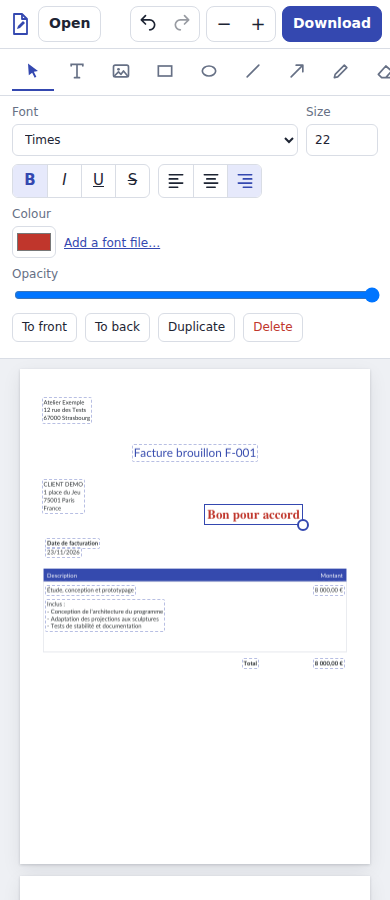 Open
Download
Font
Size
Times
22
B
I
U
S
Colour
Add a font file…
Opacity
To front
To back
Duplicate
Delete
Atelier Exemple
12 rue des Tests
67000 Strasbourg
Facture brouillon F-001
CLIENT DEMO
1 place du Jeu
75001 Paris
France
Bon pour accord
Date de facturation
23/11/2026
Description
Montant
Étude, conception et prototypage
8 000,00 €
Inclus :
- Conception de l'architecture du programme
- Adaptation des projections aux sculptures
- Tests de stabilité et documentation
Total
8 000,00 €